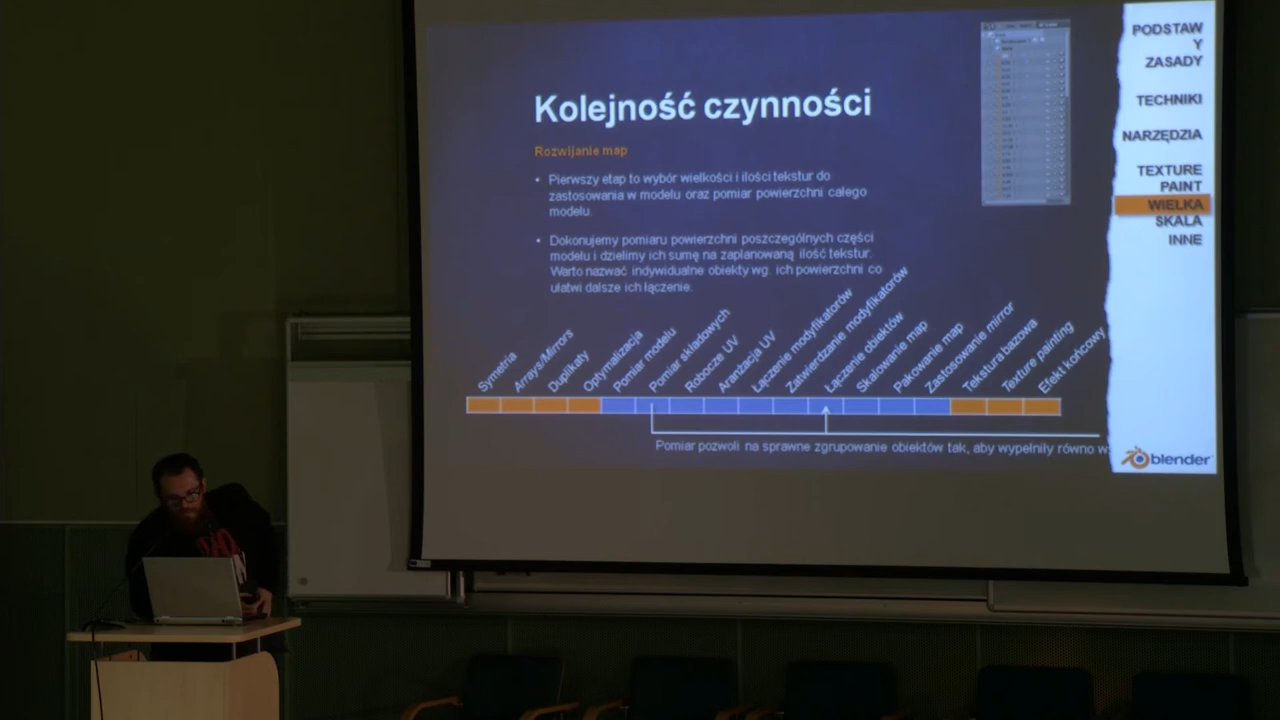 Kolejność czynności
Rozwijanie map
• Pierwszy etap to wybór wielkości i ilości tekstur do
zastosowania w modelu oraz pomiar powierzchni całego
modelu.
• Dokonujemy pomiaru powierzchni poszczególnych części
modelu i dzielimy ich sumę na zaplanowaną ilość tekstur.
Warto nazwać indywidualne obiekty wg. ich powierzchni co
ułatwi dalsze ich łączenie.
Symetria
Arrays/Mirrors
Duplikaty
Optymalizacja
Pomiar modelu
Pomiar składowych
Robocze UV
Aranżacja UV
Łączenie modyfikatorów
Zatwierdzanie modyfikatorów
Łączenie obiektów
Skalowanie map
Pakowanie map
Zastosowanie mirror
Tekstura bazowa
Texture painting
Efekt końcowy
Pomiar pozwoli na sprawne zgrupowanie obiektów tak, aby wypełniły równo w
PODSTAW
Y
ZASADY
TECHNIKI
NARZĘDZIA
TEXTURE
PAINT
WIELKA
SKALA
INNE
blender